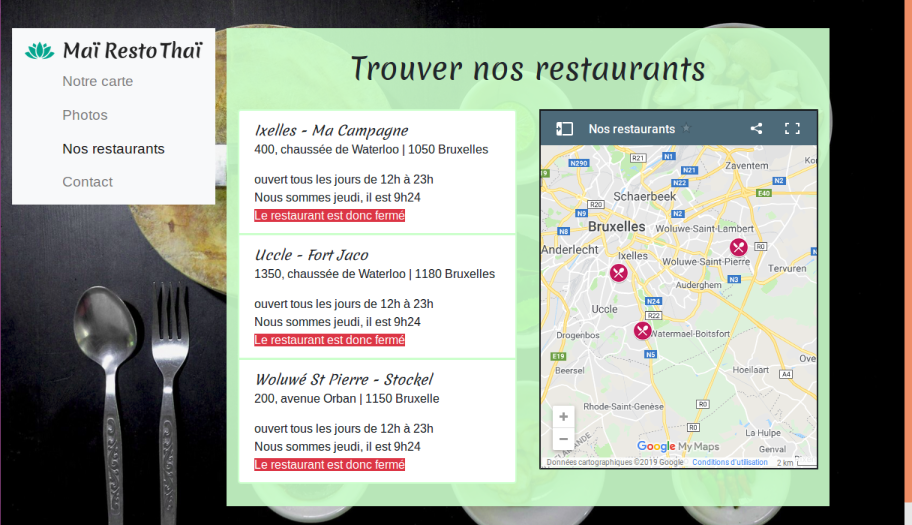 Maï Resto Thaï
Notre carte
Photos
Nos restaurants
Contact
Trouver nos restaurants
Ixelles - Ma Campagne
400, chaussée de Waterloo | 1050 Bruxelles
ouvert tous les jours de 12h à 23h
Nous sommes jeudi, il est 9h24
Le restaurant est donc fermé
Uccle - Fort Jaco
1350, chaussée de Waterloo | 1180 Bruxelles
ouvert tous les jours de 12h à 23h
Nous sommes jeudi, il est 9h24
Le restaurant est donc fermé
Woluwé St Pierre - Stockel
200, avenue Orban | 1150 Bruxelle
ouvert tous les jours de 12h à 23h
Nous sommes jeudi, il est 9h24
Le restaurant est donc fermé
Nos restaurants
N290
R21
N1
Zaventem
N21
N22
N2
E40
Schaerbeek
R20
N9
N2
N8
Bruxelles
Woluwe-Saint-Lambert
Anderlecht
Ixelles
R0
Woluwe-Saint-Pierre
Tervuren
N3
Auderghem
N24
Uccle
R22
Drogenbos
Watermael-Boitsfort
E19
N5
Beersel
Hoeilaart
A4
Rhode-Saint-Genèse
R0
R0
La Hulpe
Genval
Google My Maps
Données cartographiques ©2019 Google
Conditions d'utilisation
2 km